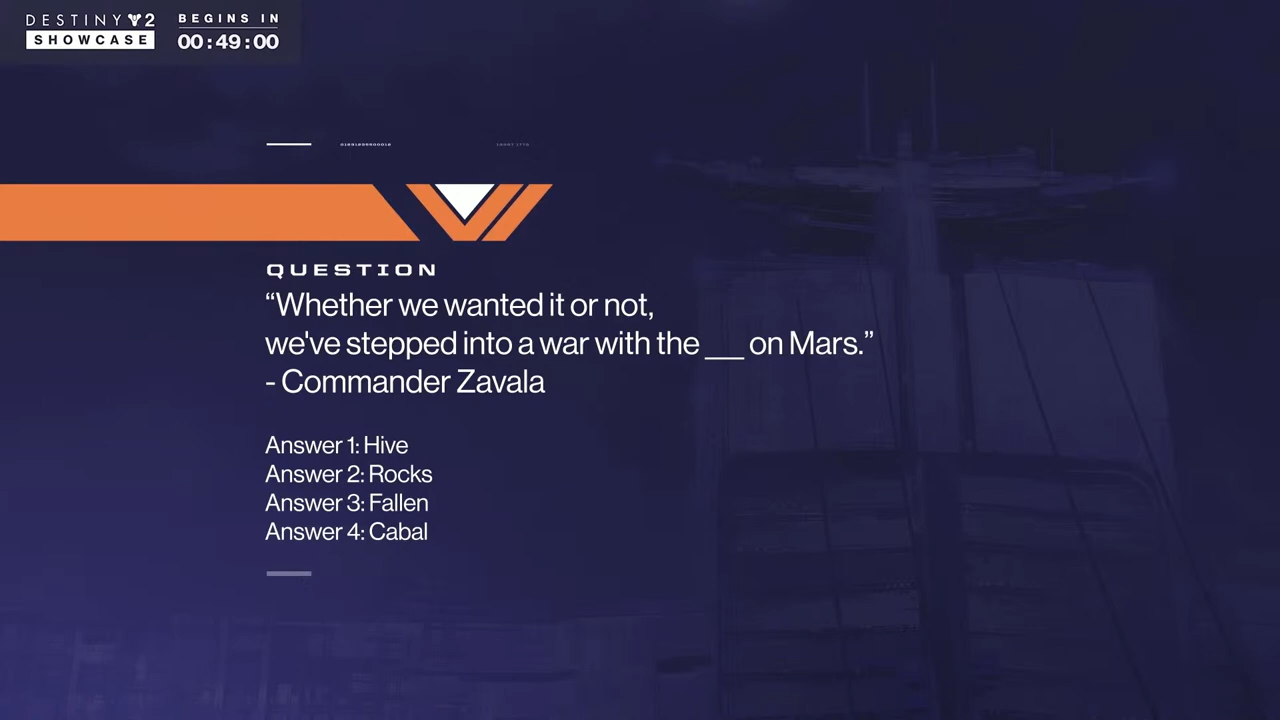 DESTINY 2
SHOWCASE
BEGINS IN
00:49:00
QUESTION
“Whether we wanted it or not,
we've stepped into a war with the ___ on Mars.”
- Commander Zavala
Answer 1: Hive
Answer 2: Rocks
Answer 3: Fallen
Answer 4: Cabal